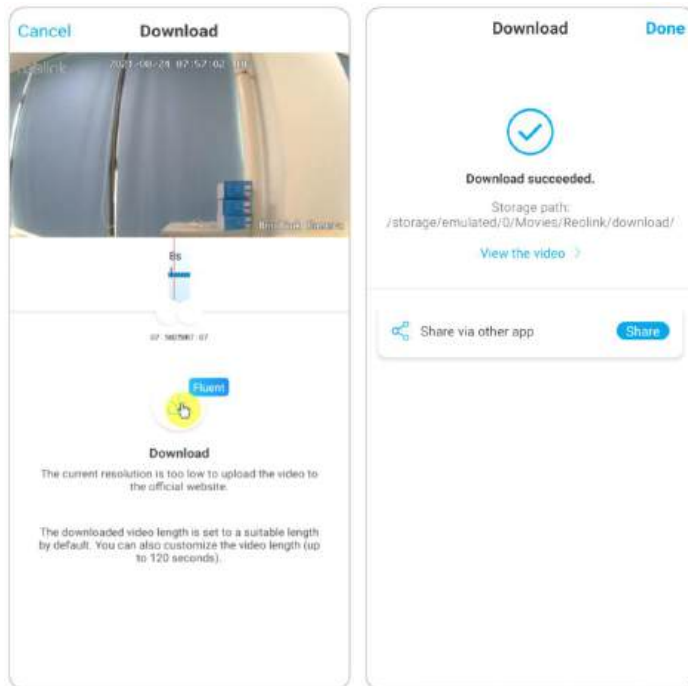 Cancel Download
reolink
Reolink Camera
8s
Fluent
Download
The current resolution is too low to upload the video to
the official website.
The downloaded video length is set to a suitable length
by default. You can also customize the video length (up
to 120 seconds).
Download Done
Download succeeded.
Storage path:
/storage/emulated/0/Movies/Reolink/download/
View the video >
Share via other app Share